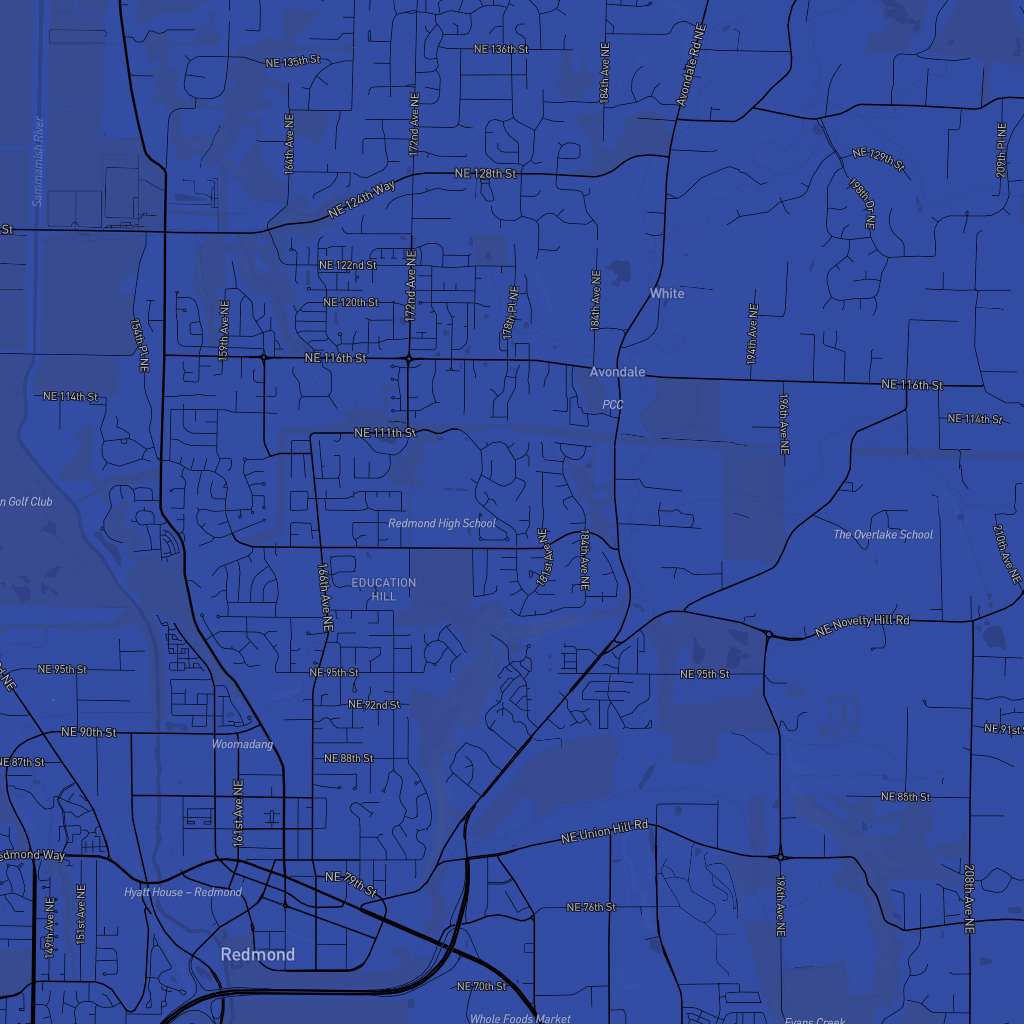 NE 136th St
NE 135th St
184th Ave NE
Avondale Rd NE
172nd Ave NE
164th Ave NE
Sammamish River
209th Pl NE
NE 129th St
NE 128th St
198th Dr NE
NE 124th Way
St
NE 122nd St
172nd Ave NE
White
NE 120th St
184th Ave NE
178th Pl NE
159th Ave NE
154th Pl NE
194th Ave NE
NE 116th St
Avondale
NE 116th St
NE 114th St
PCC
196th Ave NE
NE 114th St
NE 111th St
n Golf Club
Redmond High School
The Overlake School
181st Ave NE
184th Ave NE
210th Ave NE
EDUCATION
HILL
166th Ave NE
NE Novelty Hill Rd
NE 95th St
NE 95th St
NE 95th St
d NE
NE 92nd St
NE 90th St
NE 91st S
Woomadang
NE 87th St
NE 88th St
NE 85th St
161st Ave NE
NE Union Hill Rd
edmond Way
NE 79th St
Hyatt House – Redmond
208th Ave NE
196th Ave NE
NE 76th St
149th Ave NE
151st Ave NE
Redmond
NE 70th St
Whole Foods Market
Evans Creek